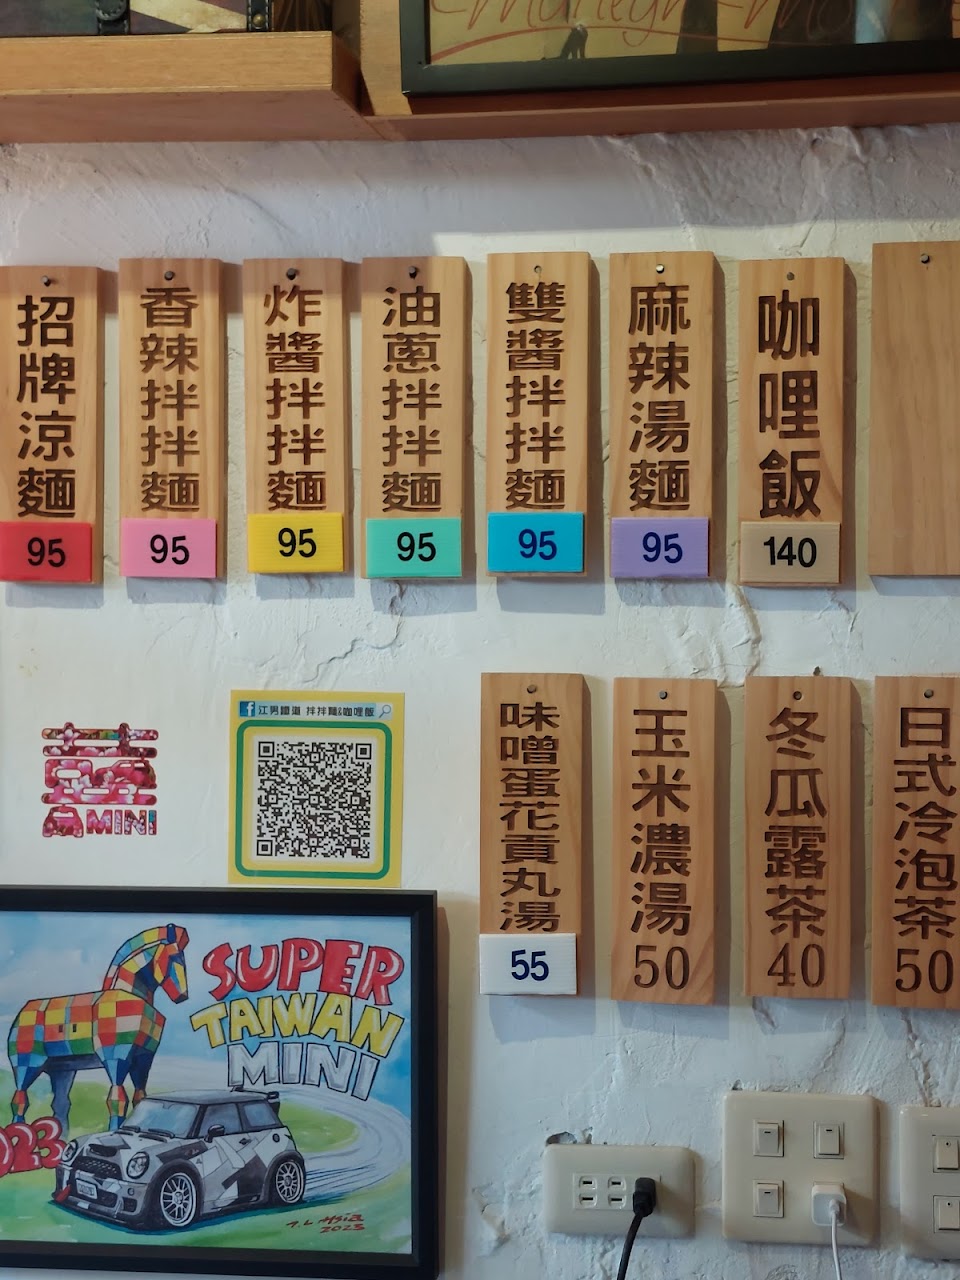 招牌涼麵
95
香辣拌拌麵
95
炸醬拌拌麵
95
油蔥拌拌麵
95
雙醬拌拌麵
95
麻辣湯麵
95
咖哩飯
140
江男鐵道 拌拌麵&咖哩飯
MINI
味噌蛋花貢丸湯
55
玉米濃湯
50
冬瓜露茶
40
日式冷泡茶
50
SUPER
TAIWAN
MINI
2023